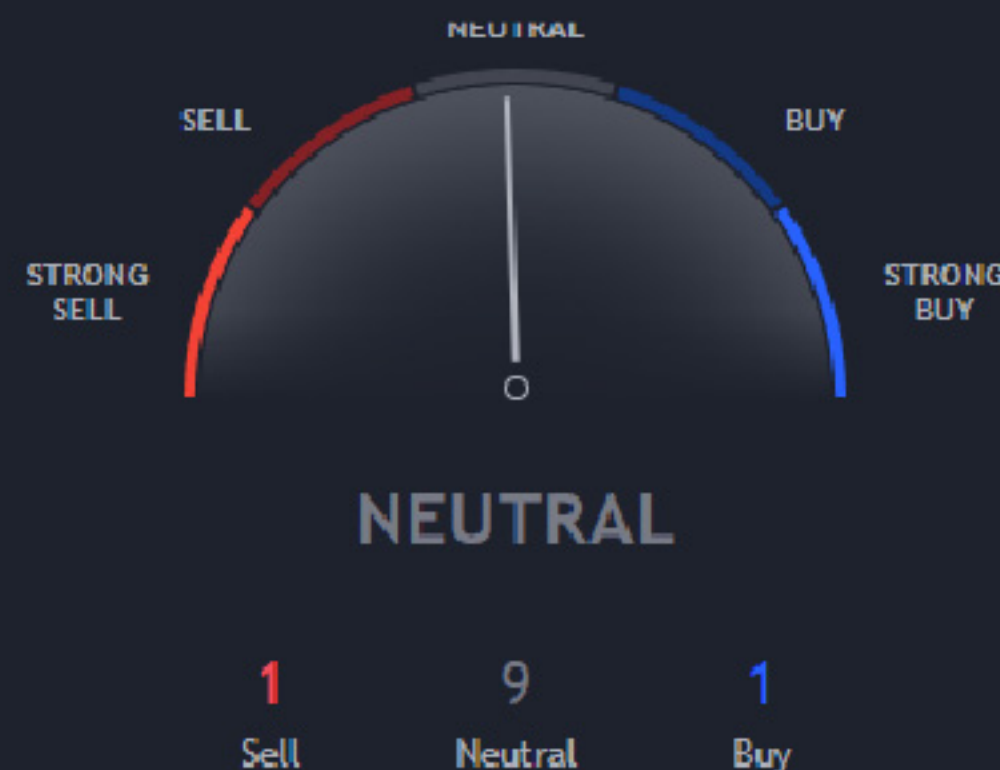 NEUTRAL
SELL
BUY
STRONG
SELL
STRONG
BUY
NEUTRAL
1
9
1
Sell
Neutral
Buy